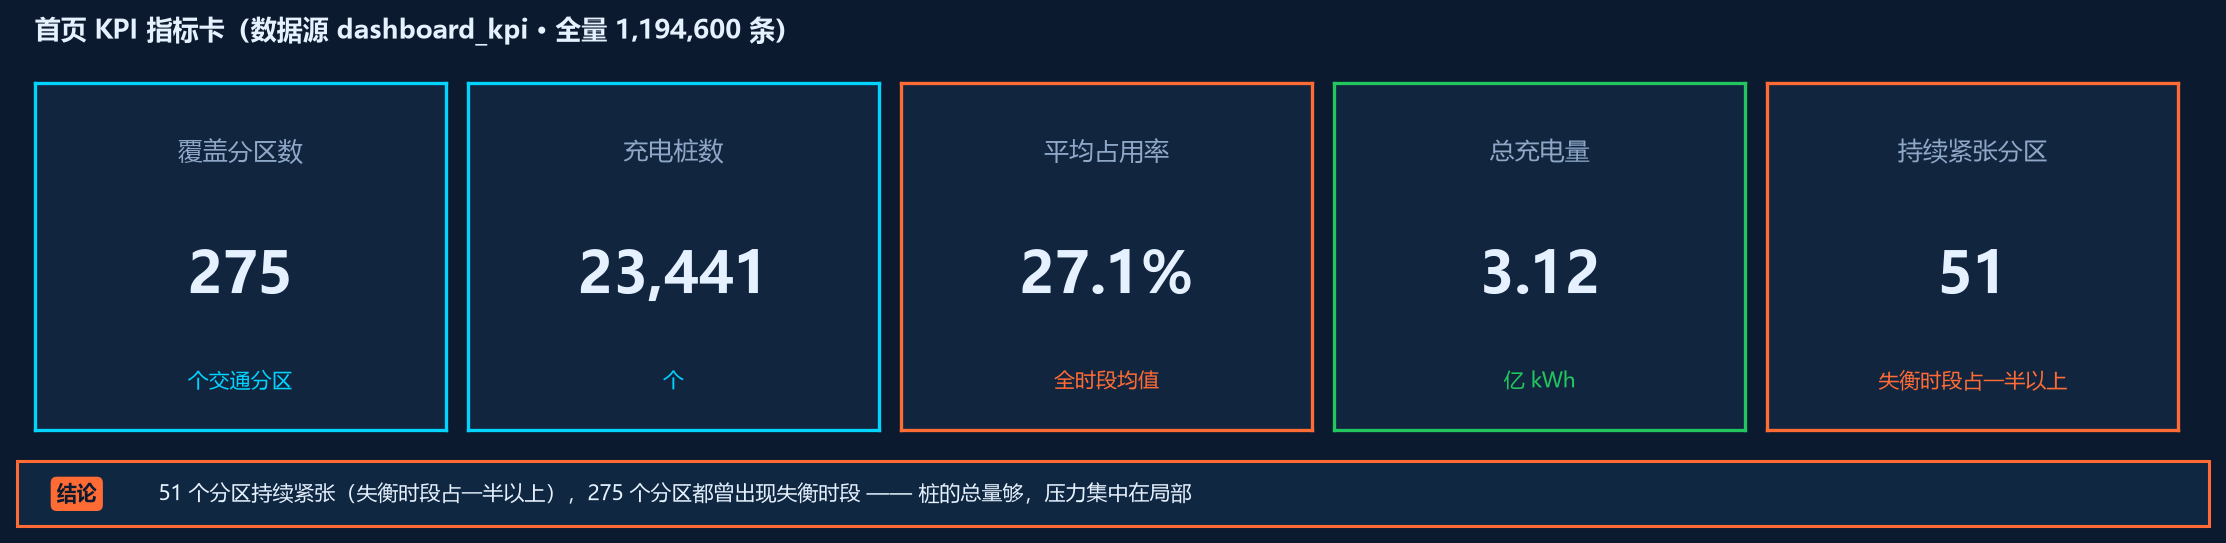 首页 KPI 指标卡（数据源 dashboard_kpi · 全量 1,194,600 条）
覆盖分区数
275
个交通分区
充电桩数
23,441
个
平均占用率
27.1%
全时段均值
总充电量
3.12
亿 kWh
持续紧张分区
51
失衡时段占一半以上
结论 51 个分区持续紧张（失衡时段占一半以上），275 个分区都曾出现失衡时段 —— 桩的总量够，压力集中在局部